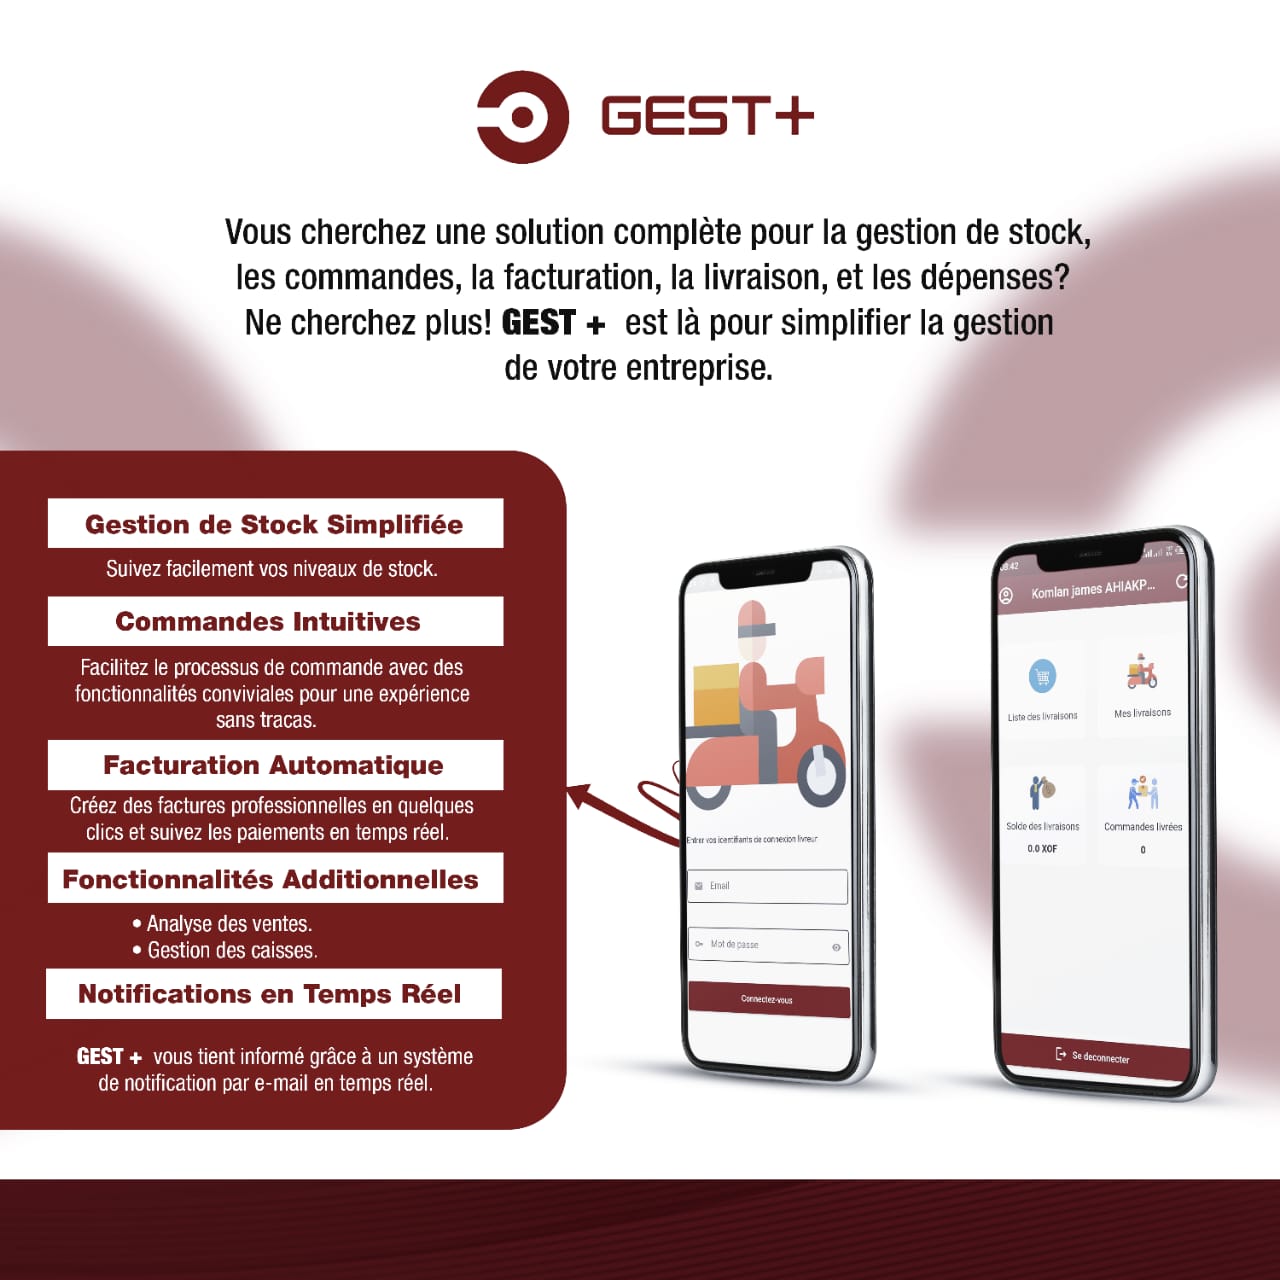 GEST+
Vous cherchez une solution complète pour la gestion de stock,
les commandes, la facturation, la livraison, et les dépenses?
Ne cherchez plus! GEST + est là pour simplifier la gestion
de votre entreprise.
Gestion de Stock Simplifiée
Suivez facilement vos niveaux de stock.
Commandes Intuitives
Facilitez le processus de commande avec des
fonctionnalités conviviales pour une expérience
sans tracas.
Facturation Automatique
Créez des factures professionnelles en quelques
clics et suivez les paiements en temps réel.
Fonctionnalités Additionnelles
• Analyse des ventes.
• Gestion des caisses.
Notifications en Temps Réel
GEST + vous tient informé grâce à un système
de notification par e-mail en temps réel.
Entrer vos identifiants de connexion livreur
Email
Mot de passe
Connectez-vous
08:42
Komlan james AHIAKP...
Liste des livraisons
Mes livraisons
Solde des livraisons
0.0 XOF
Commandes livrées
0
Se deconnecter